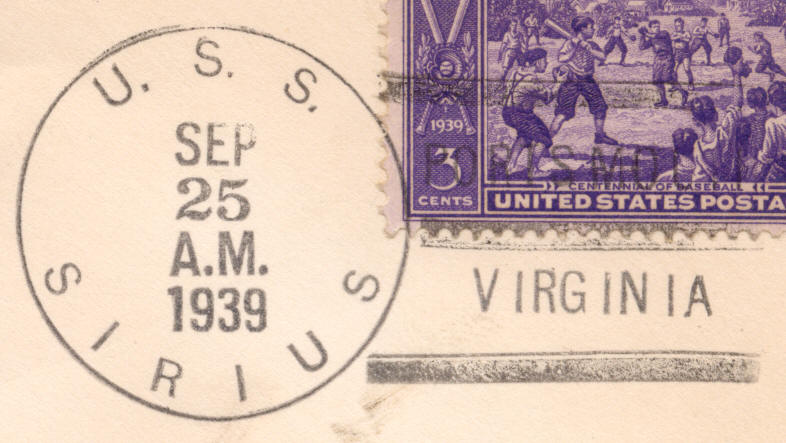 U. S. S.
SEP
25
A.M.
1939
SIRIUS
1939
3
CENTS
CENTENNIAL OF BASEBALL
UNITED STATES POSTA
VIRGINIA